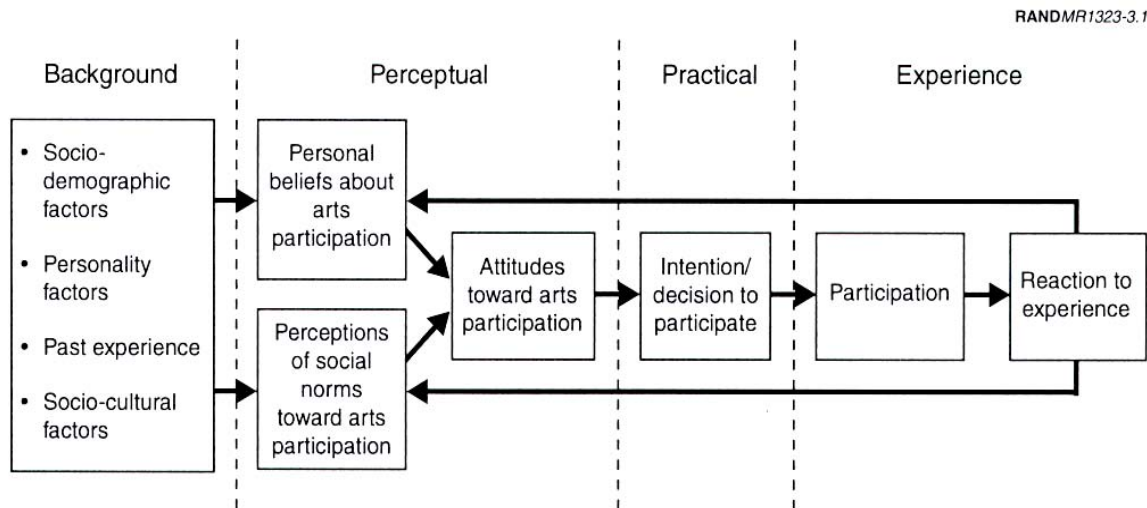 RANDMR1323-3.1
Background
Perceptual
Practical
Experience
• Socio-
demographic
factors
• Personality
factors
• Past experience
• Socio-cultural
factors
Personal
beliefs about
arts
participation
Perceptions
of social
norms
toward arts
participation
Attitudes
toward arts
participation
Intention/
decision to
participate
Participation
Reaction to
experience